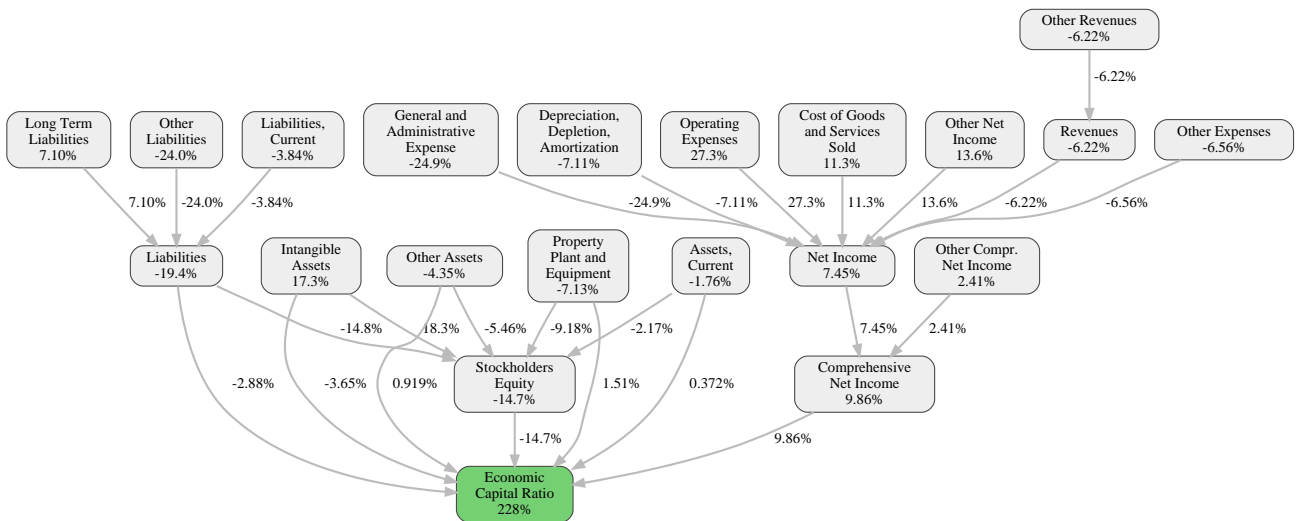 Other Revenues
-6.22%
-6.22%
Long Term
Liabilities
7.10%
Other
Liabilities
-24.0%
Liabilities,
Current
-3.84%
General and
Administrative
Expense
-24.9%
Depreciation,
Depletion,
Amortization
-7.11%
Operating
Expenses
27.3%
Cost of Goods
and Services
Sold
11.3%
Other Net
Income
13.6%
Revenues
-6.22%
Other Expenses
-6.56%
7.10%
-24.0%
-3.84%
-24.9%
-7.11%
27.3%
11.3%
13.6%
-6.22%
-6.56%
Liabilities
-19.4%
Intangible
Assets
17.3%
Other Assets
-4.35%
Property
Plant and
Equipment
-7.13%
Assets,
Current
-1.76%
Net Income
7.45%
Other Compr.
Net Income
2.41%
-14.8%
18.3%
-5.46%
-9.18%
-2.17%
7.45%
2.41%
-2.88%
-3.65%
0.919%
Stockholders
Equity
-14.7%
1.51%
0.372%
Comprehensive
Net Income
9.86%
-14.7%
9.86%
Economic
Capital Ratio
228%